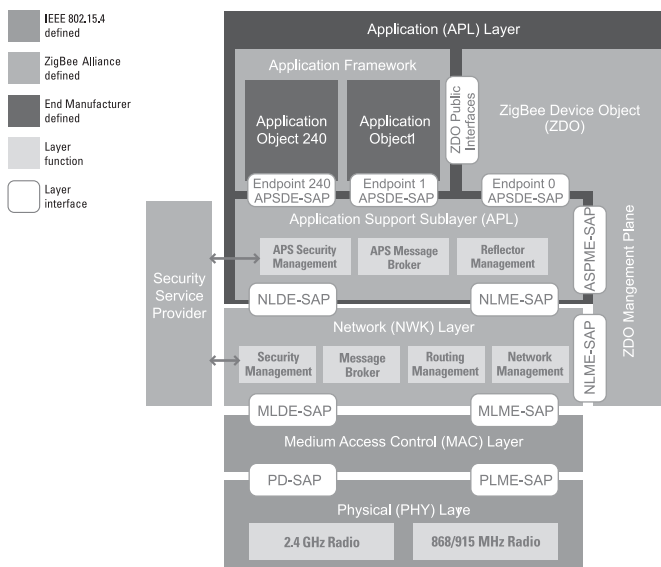 IEEE 802.15.4
defined
ZigBee Alliance
defined
End Manufacturer
defined
Layer
function
Layer
interface
Application (APL) Layer
Application Framework
Application
Object 240
Application
Object1
ZDO Public
Interfaces
ZigBee Device Object
(ZDO)
Endpoint 240
APSDE-SAP
Endpoint 1
APSDE-SAP
Endpoint 0
APSDE-SAP
Application Support Sublayer (APL)
APS Security
Management
APS Message
Broker
Reflector
Management
ASPME-SAP
ZDO Mangement Plane
Security
Service
Provider
NLDE-SAP
NLME-SAP
Network (NWK) Layer
Security
Management
Message
Broker
Routing
Management
Network
Management
NLME-SAP
MLDE-SAP
MLME-SAP
Medium Access Control (MAC) Layer
PD-SAP
PLME-SAP
Physical (PHY) Laye
2.4 GHz Radio
868/915 MHz Radio